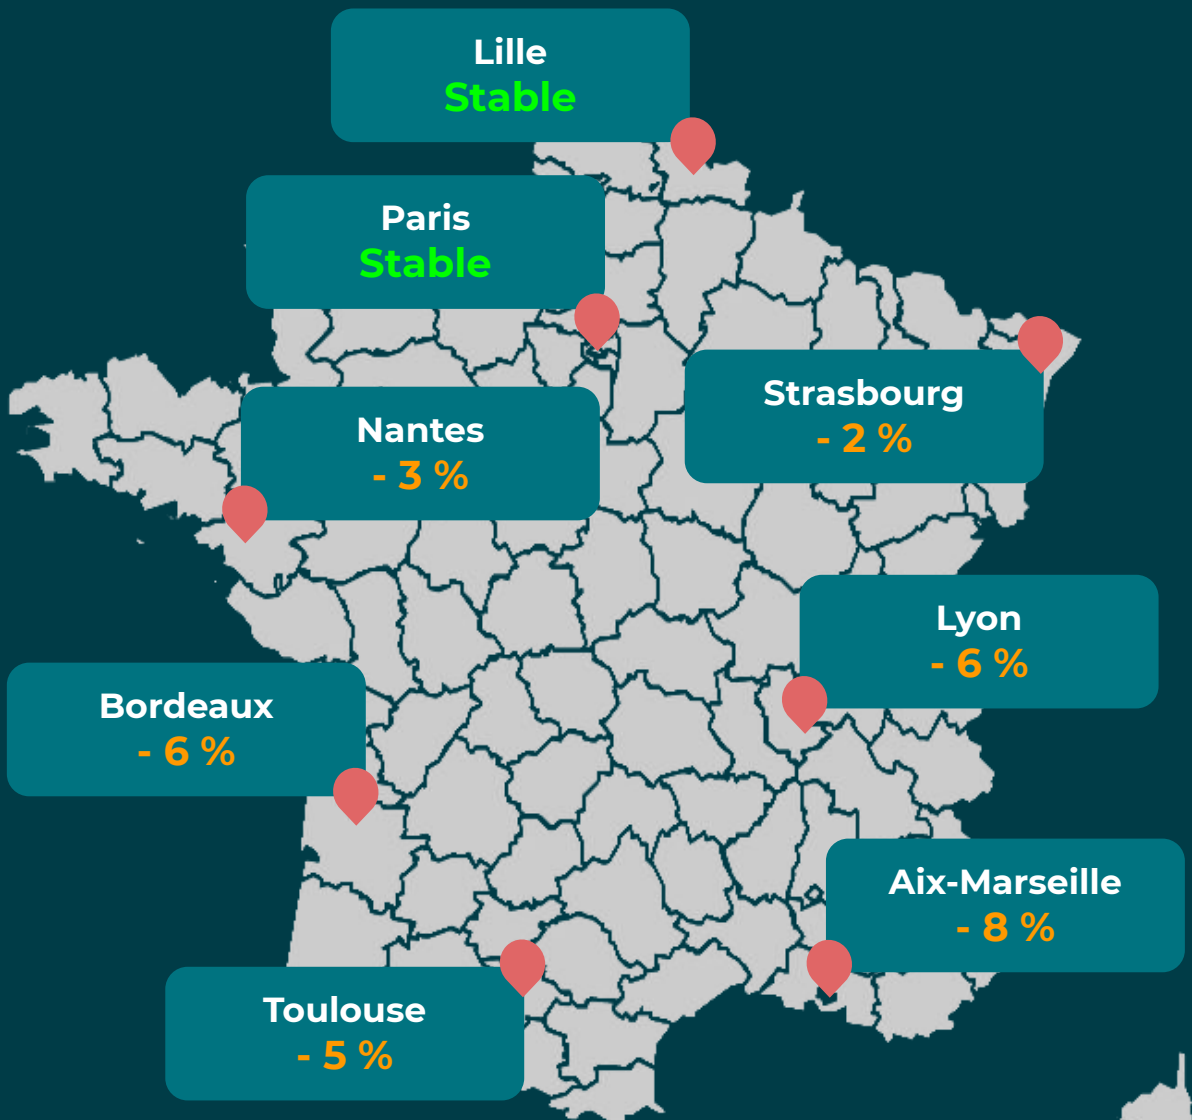 Lille
Stable
Paris
Stable
Strasbourg
- 2 %
Nantes
- 3 %
Lyon
- 6 %
Bordeaux
- 6 %
Aix-Marseille
- 8 %
Toulouse
- 5 %